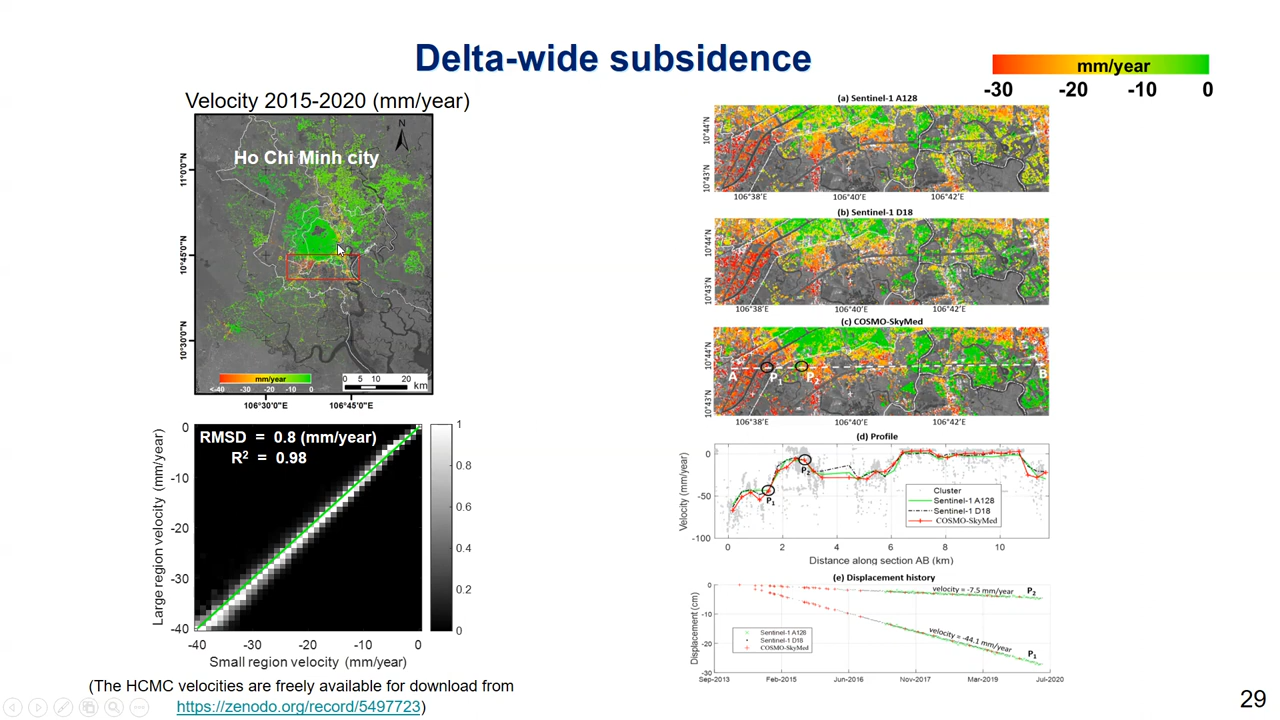 Delta-wide subsidence
mm/year
-30 -20 -10 0
Velocity 2015-2020 (mm/year)
N
Ho Chi Minh city
11°0'0"N
10°45'0"N
10°30'0"N
mm/year
<-40 -30 -20 -10 0
0 5 10 20
km
106°30'0"E 106°45'0"E
RMSD = 0.8 (mm/year)
R² = 0.98
Large region velocity (mm/year)
0
-10
-20
-30
-40
-40 -30 -20 -10 0
Small region velocity (mm/year)
1
0.8
0.6
0.4
0.2
0
(The HCMC velocities are freely available for download from
https://zenodo.org/record/5497723)
(a) Sentinel-1 A128
10°44'N
10°43'N
106°38'E 106°40'E 106°42'E
(b) Sentinel-1 D18
10°44'N
10°43'N
106°38'E 106°40'E 106°42'E
(c) COSMO-SkyMed
10°44'N
10°43'N
A P1 P2 B
106°38'E 106°40'E 106°42'E
(d) Profile
Velocity (mm/year)
0
-50
-100
P1
P2
Cluster
Sentinel-1 A128
Sentinel-1 D18
COSMO-SkyMed
0 2 4 6 8 10
Distance along section AB (km)
(e) Displacement history
Displacement (cm)
0
-10
-20
-30
velocity = -7.5 mm/year
P2
velocity = -44.1 mm/year
P1
Sentinel-1 A128
Sentinel-1 D18
COSMO-SkyMed
Sep-2013 Feb-2015 Jun-2016 Nov-2017 Mar-2019 Jul-2020
29